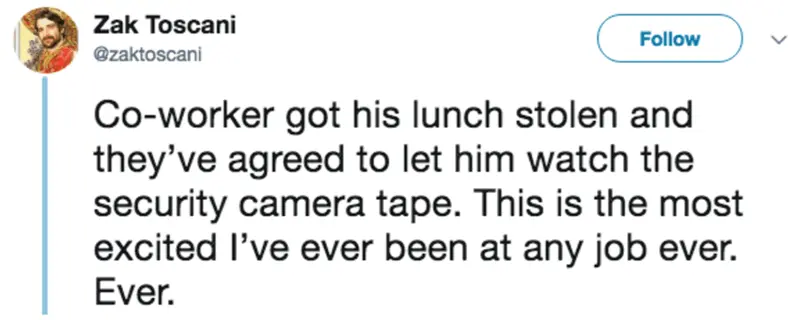 Zak Toscani
@zaktoscani
Follow
Co-worker got his lunch stolen and
they’ve agreed to let him watch the
security camera tape. This is the most
excited I’ve ever been at any job ever.
Ever.